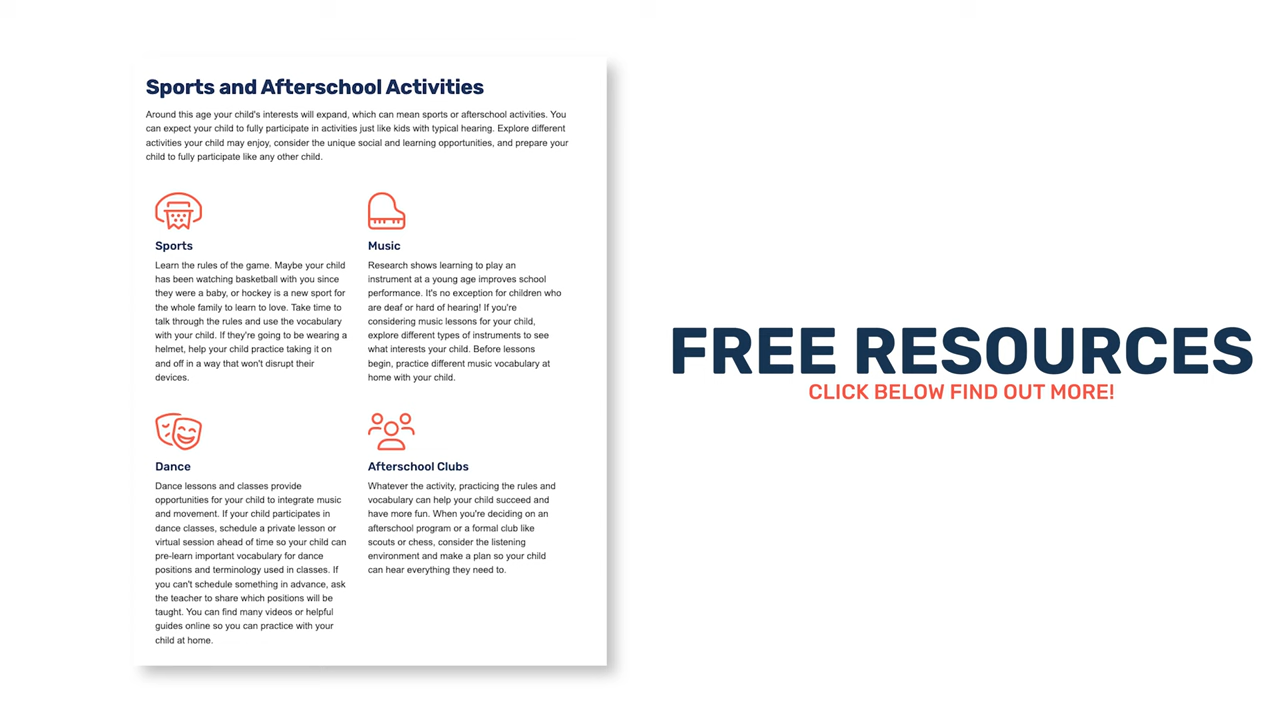 Sports and Afterschool Activities
Around this age your child's interests will expand, which can mean sports or afterschool activities. You
can expect your child to fully participate in activities just like kids with typical hearing. Explore different
activities your child may enjoy, consider the unique social and learning opportunities, and prepare your
child to fully participate like any other child.
Sports
Learn the rules of the game. Maybe your child
has been watching basketball with you since
they were a baby, or hockey is a new sport for
the whole family to learn to love. Take time to
talk through the rules and use the vocabulary
with your child. If they're going to be wearing a
helmet, help your child practice taking it on
and off in a way that won't disrupt their
devices.
Music
Research shows learning to play an
instrument at a young age improves school
performance. It's no exception for children who
are deaf or hard of hearing! If you're
considering music lessons for your child,
explore different types of instruments to see
what interests your child. Before lessons
begin, practice different music vocabulary at
home with your child.
Dance
Dance lessons and classes provide
opportunities for your child to integrate music
and movement. If your child participates in
dance classes, schedule a private lesson or
virtual session ahead of time so your child can
pre-learn important vocabulary for dance
positions and terminology used in classes. If
you can't schedule something in advance, ask
the teacher to share which positions will be
taught. You can find many videos or helpful
guides online so you can practice with your
child at home.
Afterschool Clubs
Whatever the activity, practicing the rules and
vocabulary can help your child succeed and
have more fun. When you're deciding on an
afterschool program or a formal club like
scouts or chess, consider the listening
environment and make a plan so your child
can hear everything they need to.
FREE RESOURCES
CLICK BELOW FIND OUT MORE!